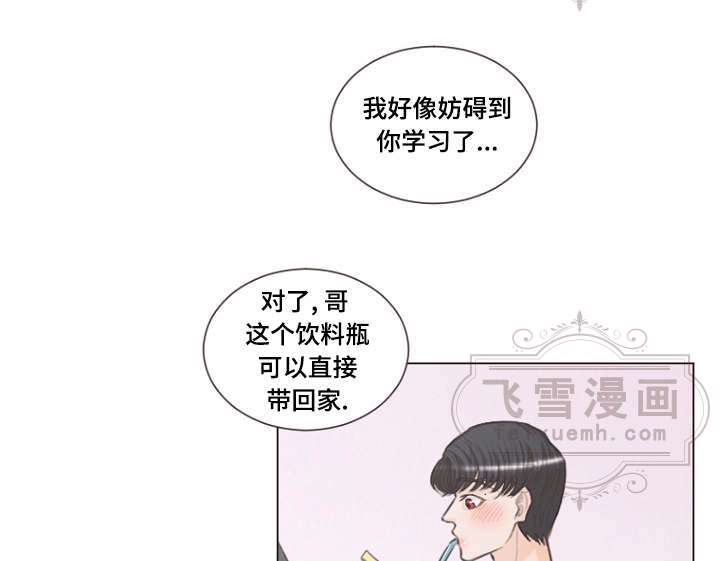 我好像妨碍到
你学习了...
对了, 哥
这个饮料瓶
可以直接
带回家.
飞雪漫画
feixuemh.com